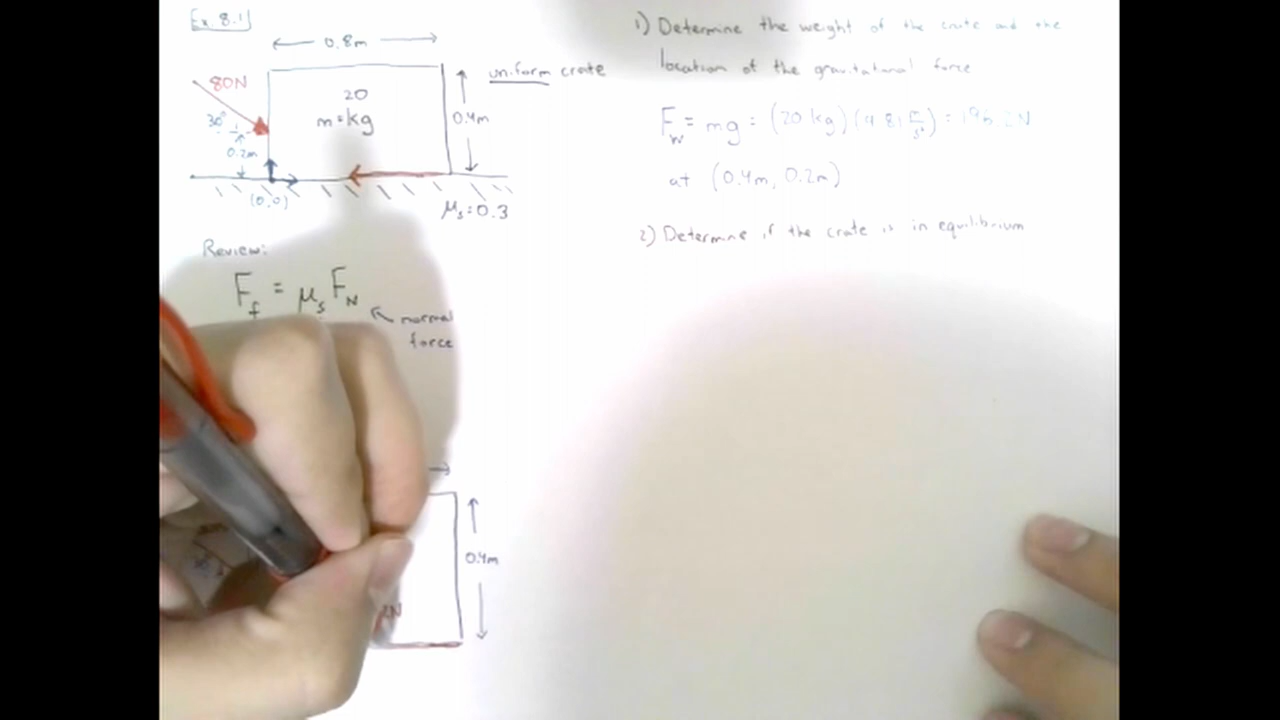 Ex. 8.1
0.8m
80N
uniform crate
20
m=kg
30°
0.4m
0.2m
(0,0)
μs=0.3
Review:
Ff = μs FN
normal
force
0.4m
2N
1) Determine the weight of the crate and the
location of the gravitational force
Fw = mg = (20 kg)(9.81 m/s²) = 196.2N
at (0.4m, 0.2m)
2) Determine if the crate is in equilibrium